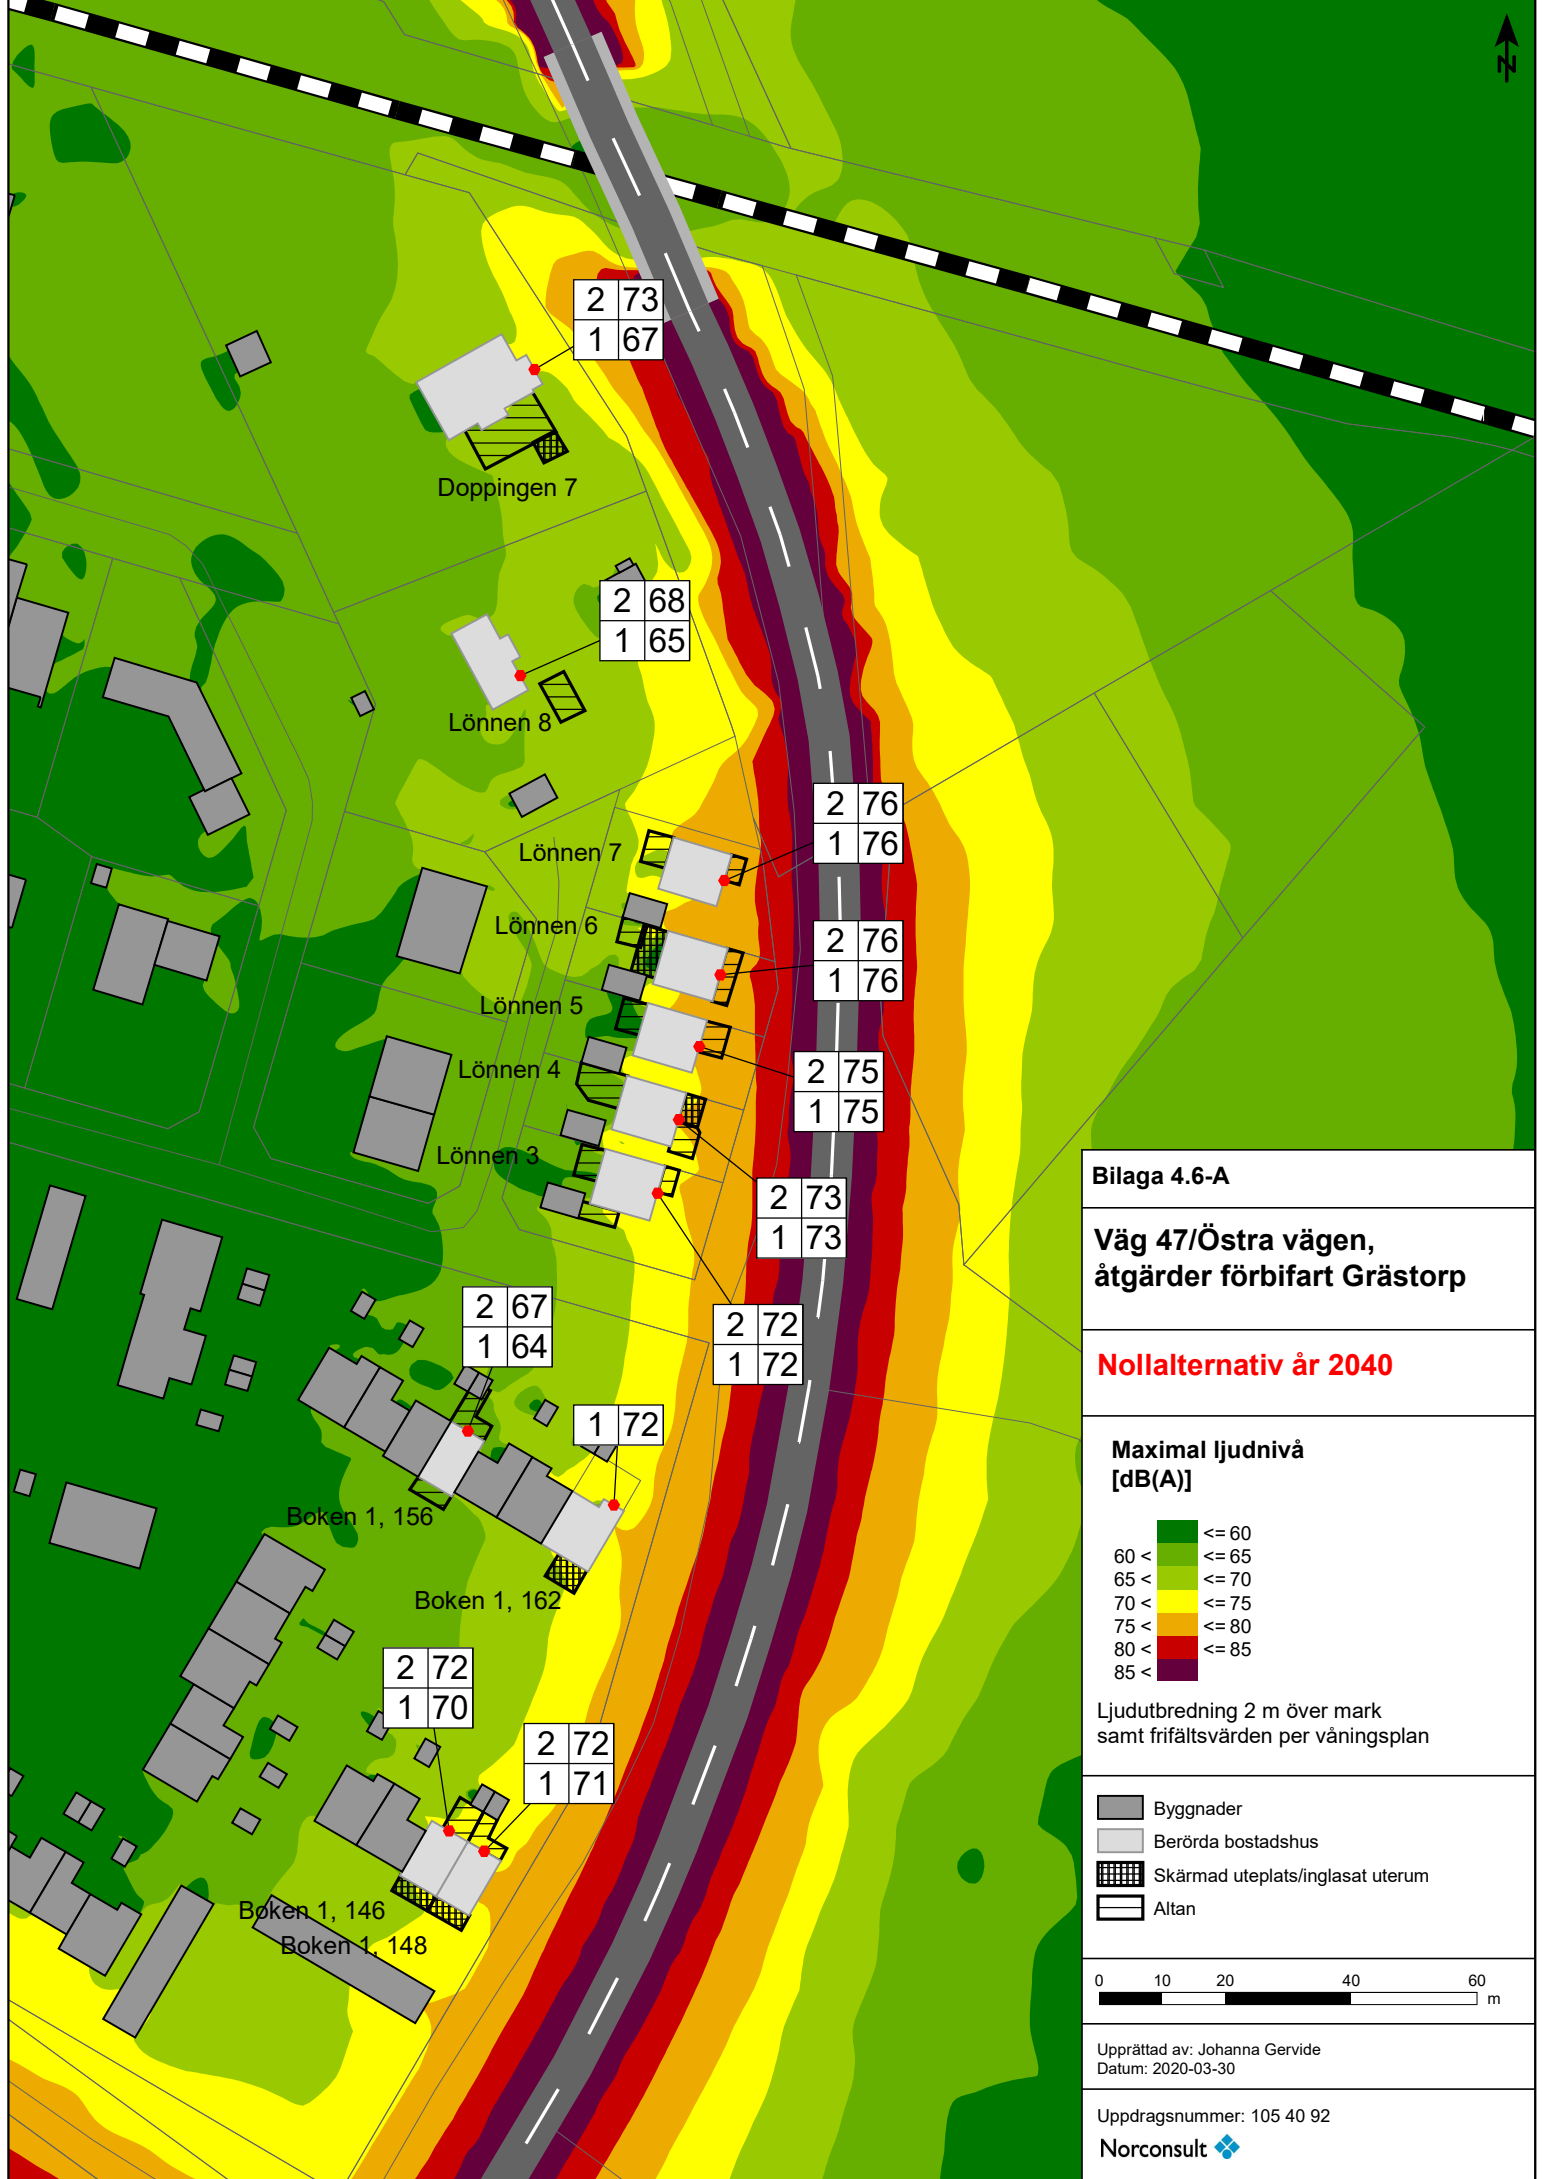 N
2 73
1 67
Doppingen 7
2 68
1 65
Lönnen 8
2 76
1 76
Lönnen 7
Lönnen 6
2 76
1 76
Lönnen 5
Lönnen 4
2 75
1 75
Lönnen 3
2 73
1 73
2 67
1 64
2 72
1 72
1 72
Boken 1, 156
Boken 1, 162
2 72
1 70
2 72
1 71
Boken 1, 146
Boken 1, 148
Bilaga 4.6-A
Väg 47/Östra vägen,
åtgärder förbifart Grästorp
Nollalternativ år 2040
Maximal ljudnivå
[dB(A)]
<= 60
60 < <= 65
65 < <= 70
70 < <= 75
75 < <= 80
80 < <= 85
85 <
Ljudutbredning 2 m över mark
samt frifältsvärden per våningsplan
Byggnader
Berörda bostadshus
Skärmad uteplats/inglasat uterum
Altan
0 10 20 40 60
m
Upprättad av: Johanna Gervide
Datum: 2020-03-30
Uppdragsnummer: 105 40 92
Norconsult